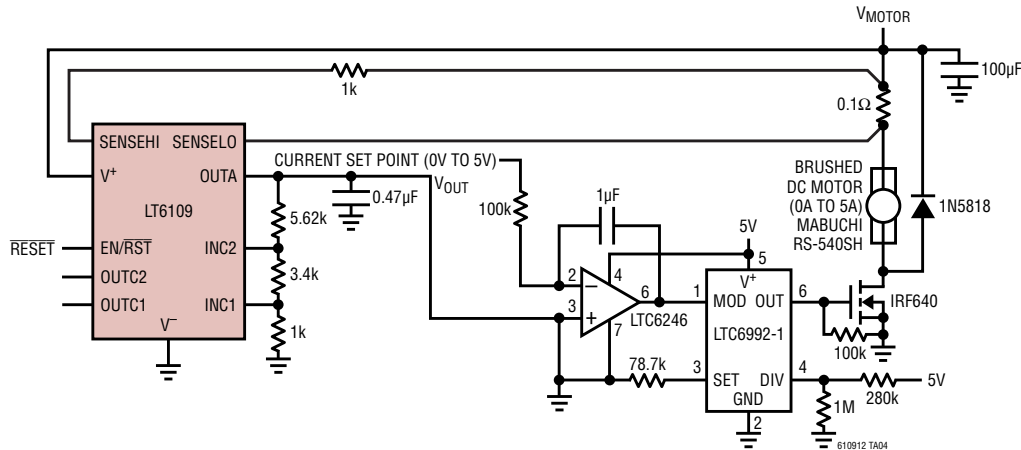 V_MOTOR
100µF
1k
0.1Ω
SENSEHI SENSELO
V+
OUTA
LT6109
EN/RST
INC2
OUTC2
OUTC1
INC1
V−
RESET
CURRENT SET POINT (0V TO 5V)
V_OUT
0.47µF
5.62k
3.4k
1k
100k
1µF
2
3
4
6
7
−
+
LTC6246
BRUSHED
DC MOTOR
(0A TO 5A)
MABUCHI
RS-540SH
1N5818
5V
5
V+
1
MOD OUT
6
LTC6992-1
3
SET DIV
4
GND
2
78.7k
IRF640
100k
280k
5V
1M
610912 TA04